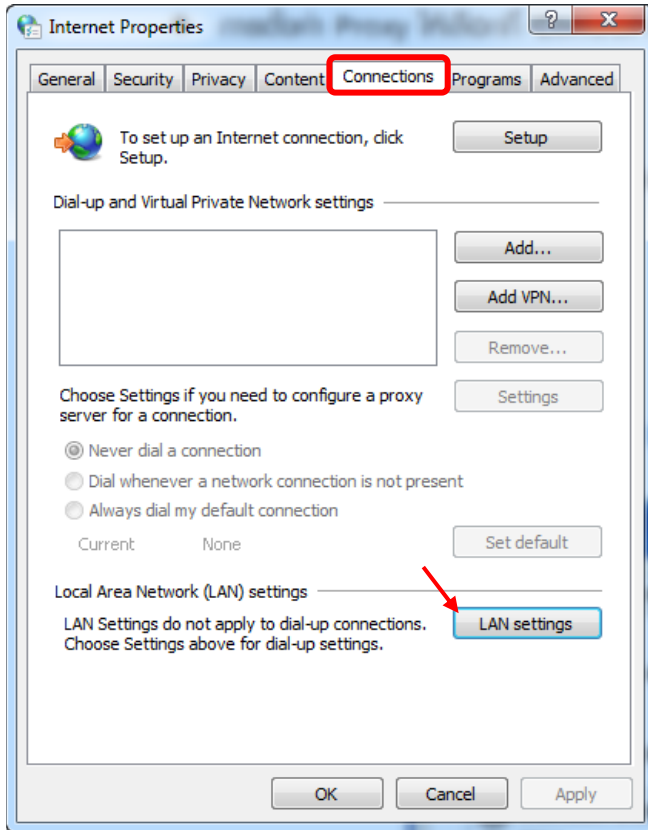 Internet Properties
General Security Privacy Content Connections Programs Advanced
To set up an Internet connection, click
Setup.
Setup
Dial-up and Virtual Private Network settings
Add...
Add VPN...
Remove...
Choose Settings if you need to configure a proxy
server for a connection.
Settings
Never dial a connection
Dial whenever a network connection is not present
Always dial my default connection
Current None
Set default
Local Area Network (LAN) settings
LAN Settings do not apply to dial-up connections.
Choose Settings above for dial-up settings.
LAN settings
OK Cancel Apply